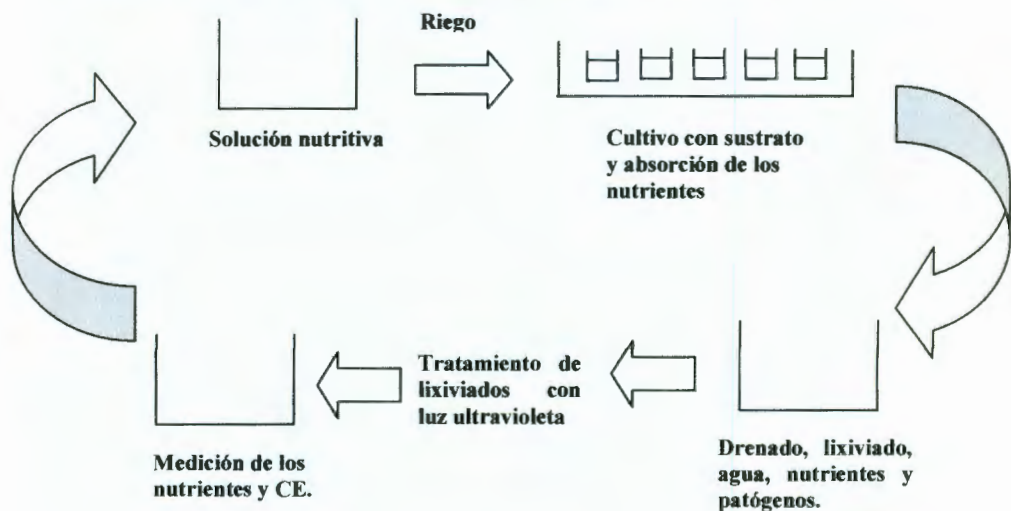 Riego
Solución nutritiva
Cultivo con sustrato
y absorción de los
nutrientes
Drenado, lixiviado,
agua, nutrientes y
patógenos.
Tratamiento de
lixiviados con
luz ultravioleta
Medición de los
nutrientes y CE.